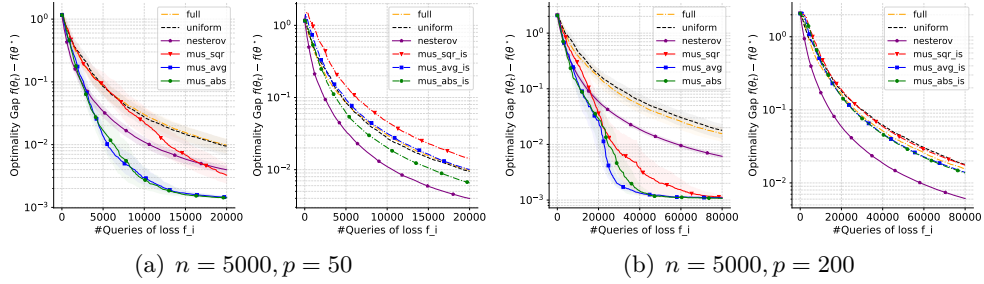 10⁰
10⁻¹
10⁻²
10⁻³
0 5000 10000 15000 20000
Optimality Gap f(θₜ) − f(θ*)
#Queries of loss f_i
full
uniform
nesterov
mus_sqr
mus_avg
mus_abs
10⁰
10⁻¹
10⁻²
0 5000 10000 15000 20000
Optimality Gap f(θₜ) − f(θ*)
#Queries of loss f_i
full
uniform
nesterov
mus_sqr_is
mus_avg_is
mus_abs_is
(a) n = 5000, p = 50
10⁰
10⁻¹
10⁻²
10⁻³
0 20000 40000 60000 80000
Optimality Gap f(θₜ) − f(θ*)
#Queries of loss f_i
full
uniform
nesterov
mus_sqr
mus_avg
mus_abs
10⁰
10⁻¹
10⁻²
0 20000 40000 60000 80000
Optimality Gap f(θₜ) − f(θ*)
#Queries of loss f_i
full
uniform
nesterov
mus_sqr_is
mus_avg_is
mus_abs_is
(b) n = 5000, p = 200